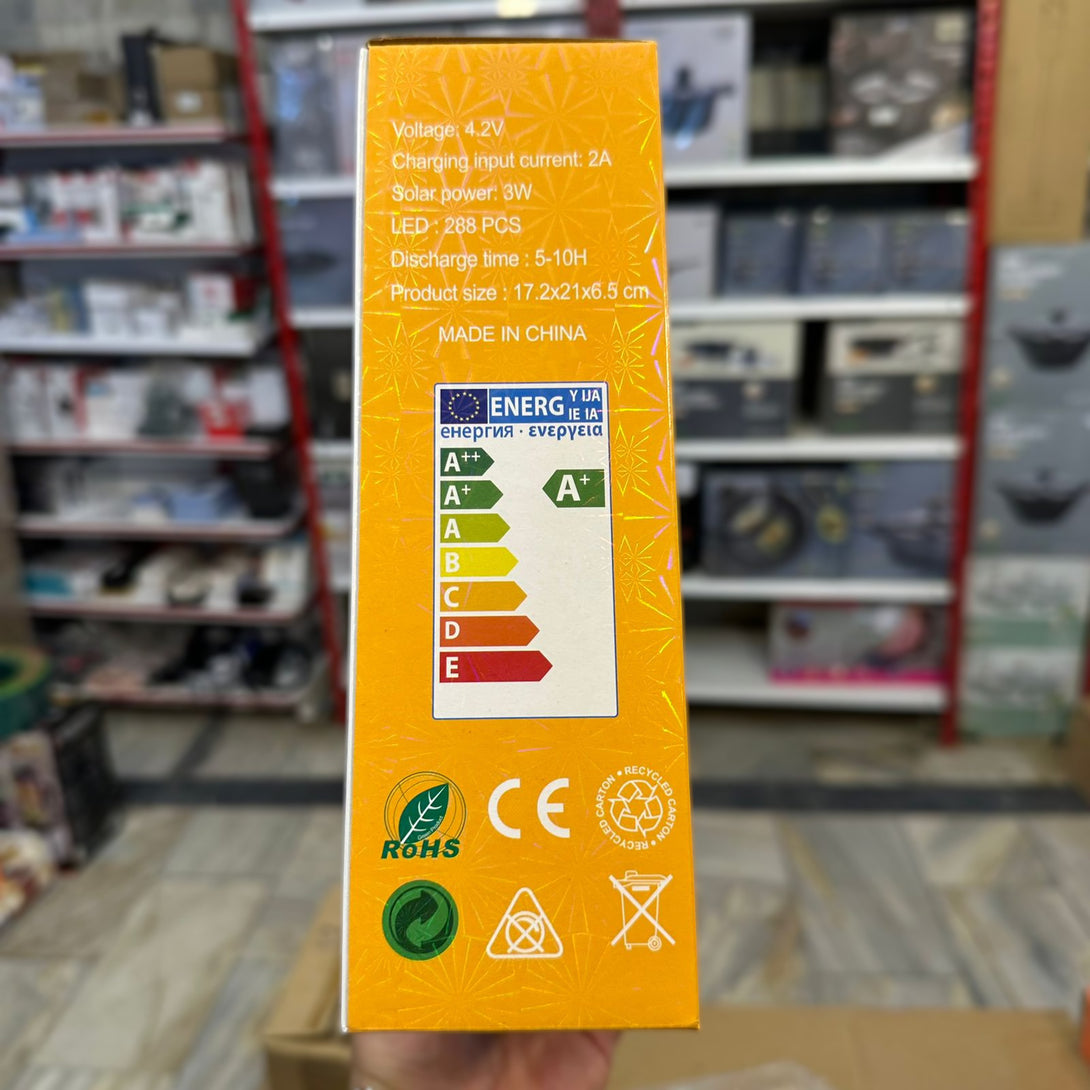 Voltage: 4.2V
Charging input current: 2A
Solar power: 3W
LED : 288 PCS
Discharge time : 5-10H
Product size : 17.2x21x6.5 cm
MADE IN CHINA
ENERG Y IJA
IE IA
енергия · ενεργεια
A++
A+
A+
A
B
C
D
E
RoHS
CE
RECYCLED CARTON • RECYCLED CARTON •